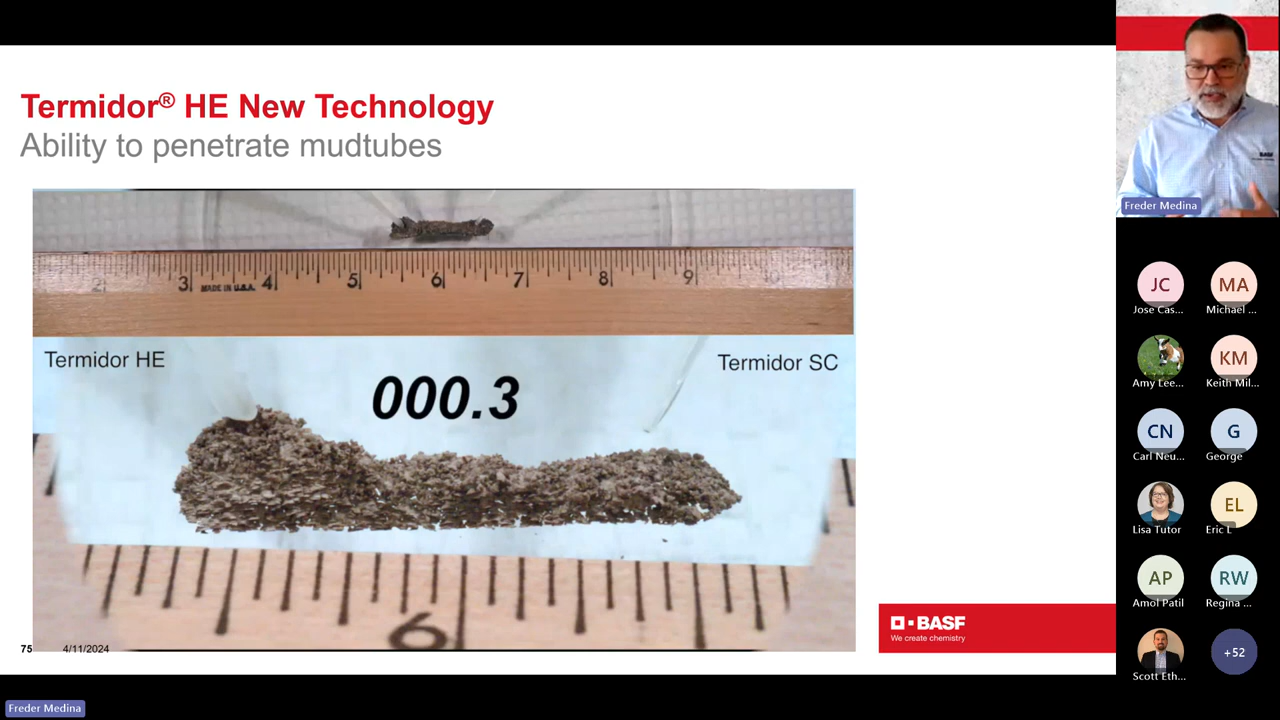 Termidor® HE New Technology
Ability to penetrate mudtubes
3 4 5 6 7 8 9
MADE IN U.S.A.
Termidor HE
000.3
Termidor SC
6
75
4/11/2024
BASF
We create chemistry
BASF
Freder Medina
JC
MA
Jose Cas...
Michael ...
KM
Amy Lee...
Keith Mil...
CN
G
Carl Neu...
George
EL
Lisa Tutor
Eric L
AP
RW
Amol Patil
Regina ...
Scott Eth...
+52
Freder Medina